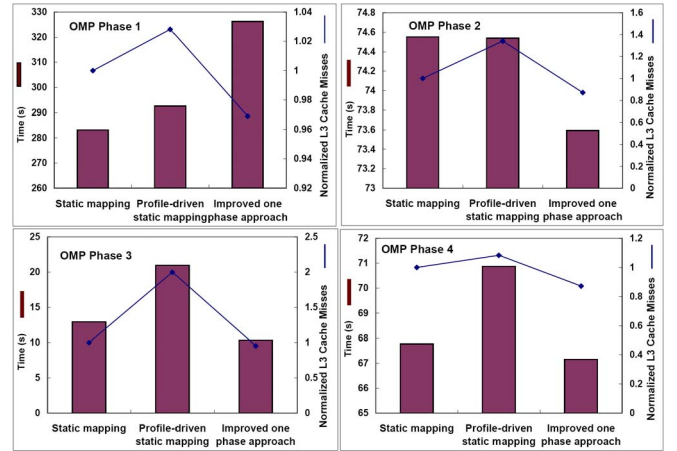 OMP Phase 1
330
320
310
300
290
280
270
260
Time (s)
1.04
1.02
1
0.98
0.96
0.94
0.92
Normalized L3 Cache Misses
Static mapping
Profile-driven
static mapping
Improved one
phase approach
OMP Phase 2
74.8
74.6
74.4
74.2
74
73.8
73.6
73.4
73.2
73
Time (s)
1.6
1.4
1.2
1
0.8
0.6
0.4
0.2
0
Normalized L3 Cache Misses
Static mapping
Profile-driven
static mapping
Improved one
phase approach
OMP Phase 3
25
20
15
10
5
0
Time (s)
2.5
2
1.5
1
0.5
0
Normalized L3 Cache Misses
Static mapping
Profile-driven
static mapping
Improved one
phase approach
OMP Phase 4
72
71
70
69
68
67
66
65
Time (s)
1.2
1
0.8
0.6
0.4
0.2
0
Normalized L3 Cache Misses
Static mapping
Profile-driven
static mapping
Improved one
phase approach